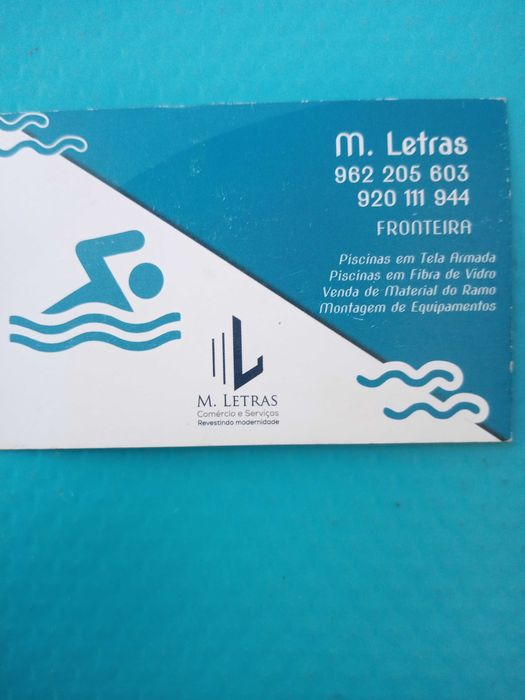 M. Letras
962 205 603
920 111 944
FRONTEIRA
Piscinas em Tela Armada
Piscinas em Fibra de Vidro
Venda de Material do Ramo
Montagem de Equipamentos
M. LETRAS
Comércio e Serviços
Revestindo modernidade